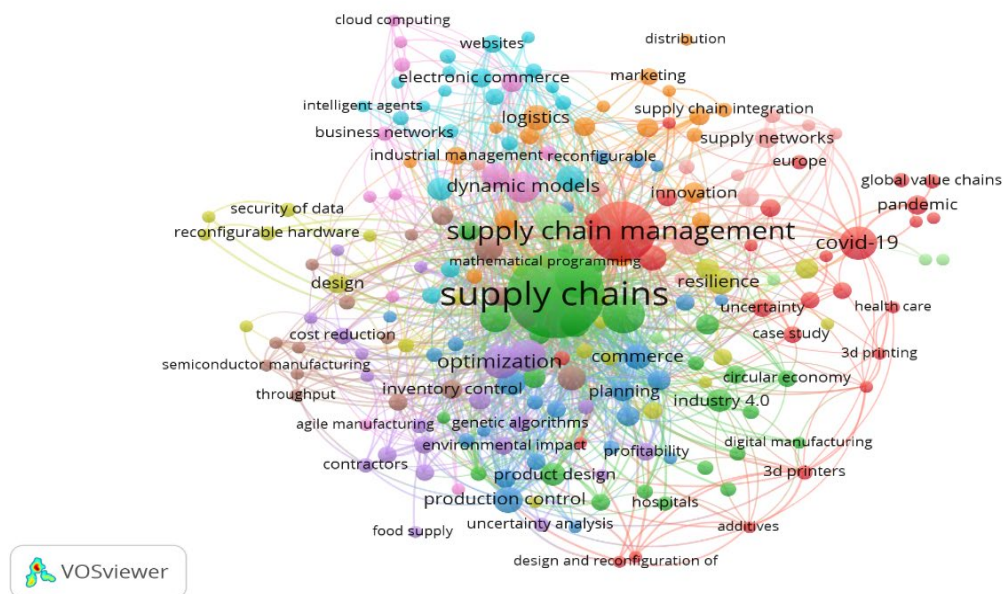 cloud computing
distribution
websites
electronic commerce
marketing
intelligent agents
logistics
supply chain integration
business networks
supply networks
industrial management
reconfigurable
europe
dynamic models
innovation
global value chains
pandemic
security of data
reconfigurable hardware
supply chain management
covid-19
mathematical programming
design
resilience
supply chains
uncertainty
health care
cost reduction
case study
semiconductor manufacturing
optimization
commerce
3d printing
throughput
inventory control
planning
circular economy
industry 4.0
agile manufacturing
genetic algorithms
environmental impact
profitability
digital manufacturing
contractors
product design
3d printers
production control
hospitals
food supply
uncertainty analysis
additives
design and reconfiguration of
VOSviewer